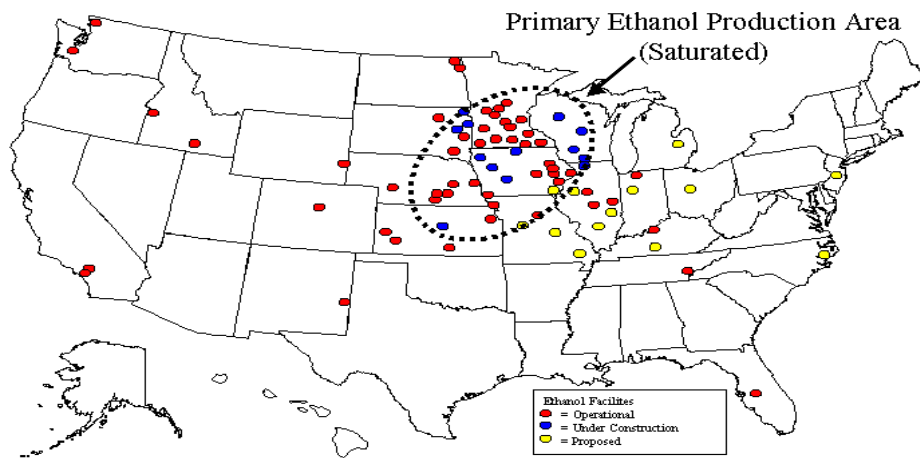 Primary Ethanol Production Area
(Saturated)
Ethanol Facilites
= Operational
= Under Construction
= Proposed